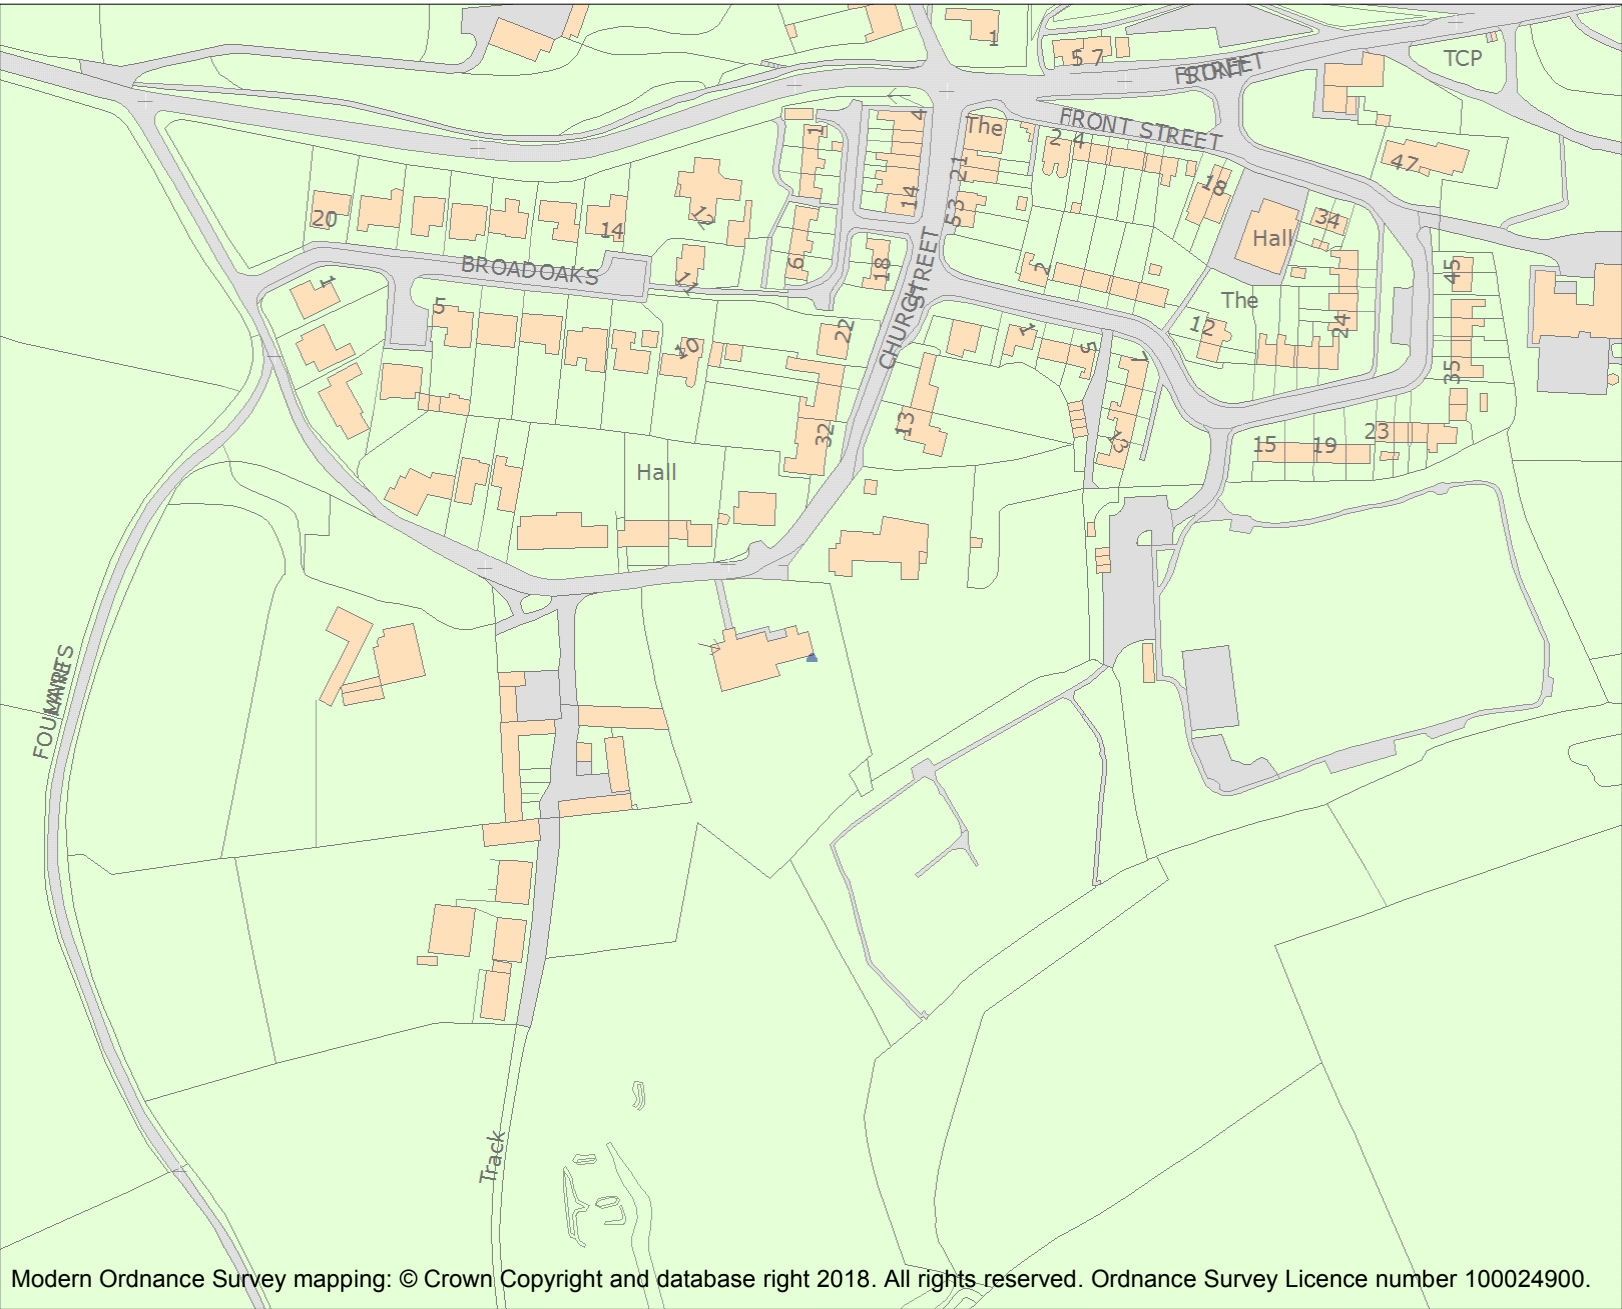 1
5 7
FRONT
STREET
TCP
FRONT STREET
1
4
The
2 4
21
47
20
14
12
14
53
18
34
Hall
BROADOAKS
1
11
6
18
CHURCH
STREET
2
45
The
5
10
22
1
5
7
12
24
35
32
13
13
15
19
23
Hall
FOUMARTS
LANE
Track
Modern Ordnance Survey mapping: © Crown Copyright and database right 2018. All rights reserved. Ordnance Survey Licence number 100024900.